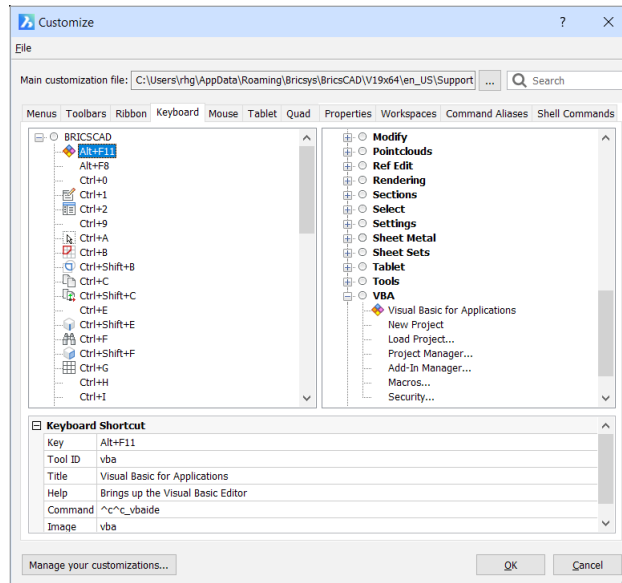 Customize
File
Main customization file: C:\Users\rhg\AppData\Roaming\Bricsys\BricsCAD\V19x64\en_US\Support ... Search
Menus Toolbars Ribbon Keyboard Mouse Tablet Quad Properties Workspaces Command Aliases Shell Commands
BRICSCAD
Alt+F11
Alt+F8
Ctrl+0
Ctrl+1
Ctrl+2
Ctrl+9
Ctrl+A
Ctrl+B
Ctrl+Shift+B
Ctrl+C
Ctrl+Shift+C
Ctrl+E
Ctrl+Shift+E
Ctrl+F
Ctrl+Shift+F
Ctrl+G
Ctrl+H
Ctrl+I
Modify
Pointclouds
Ref Edit
Rendering
Sections
Select
Settings
Sheet Metal
Sheet Sets
Tablet
Tools
VBA
Visual Basic for Applications
New Project
Load Project...
Project Manager...
Add-In Manager...
Macros...
Security...
Keyboard Shortcut
Key Alt+F11
Tool ID vba
Title Visual Basic for Applications
Help Brings up the Visual Basic Editor
Command ^c^c_vbaide
Image vba
Manage your customizations... OK Cancel